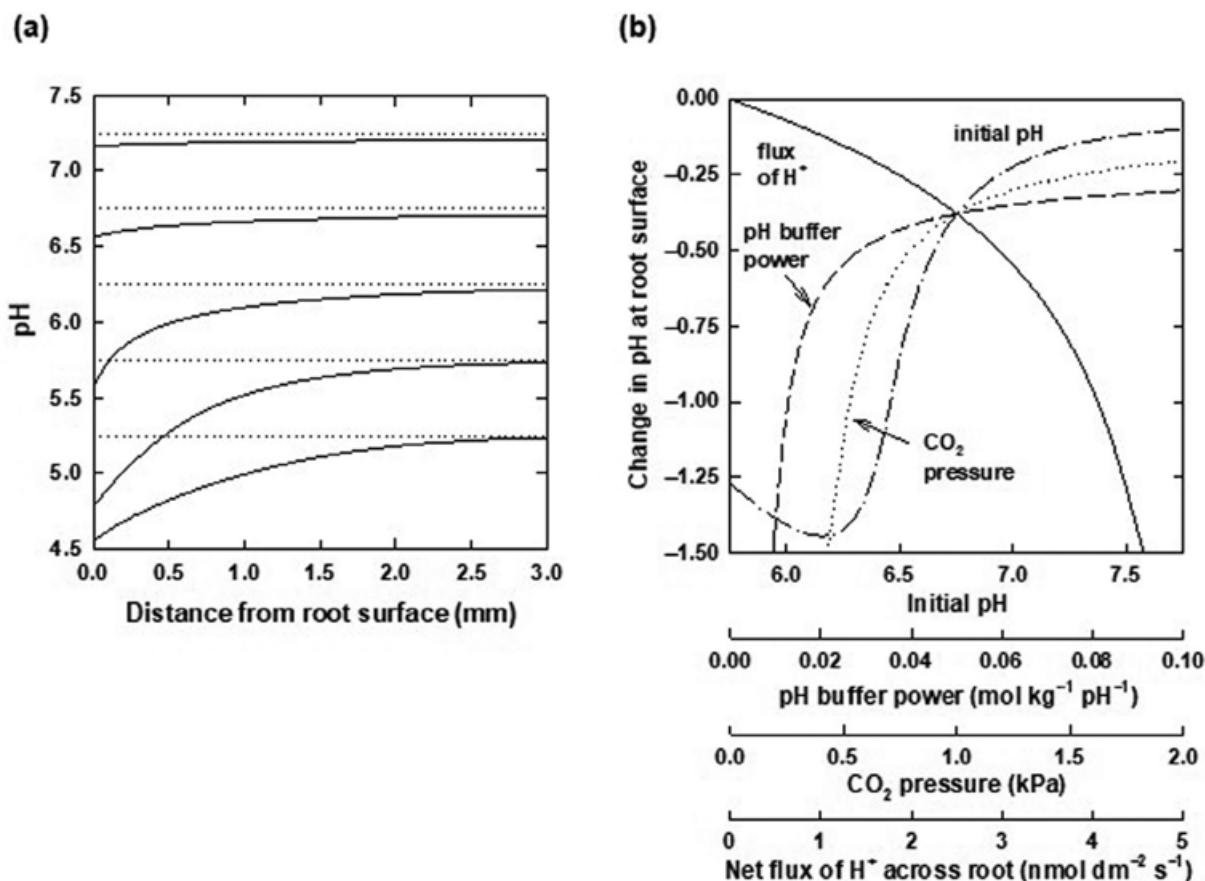 (a)
7.5
7.0
6.5
6.0
5.5
5.0
4.5
pH
0.0 0.5 1.0 1.5 2.0 2.5 3.0
Distance from root surface (mm)
(b)
0.00
−0.25
−0.50
−0.75
−1.00
−1.25
−1.50
Change in pH at root surface
initial pH
flux
of H⁺
pH buffer
power
CO₂
pressure
6.0 6.5 7.0 7.5
Initial pH
0.00 0.02 0.04 0.06 0.08 0.10
pH buffer power (mol kg⁻¹ pH⁻¹)
0.0 0.5 1.0 1.5 2.0
CO₂ pressure (kPa)
0 1 2 3 4 5
Net flux of H⁺ across root (nmol dm⁻² s⁻¹)